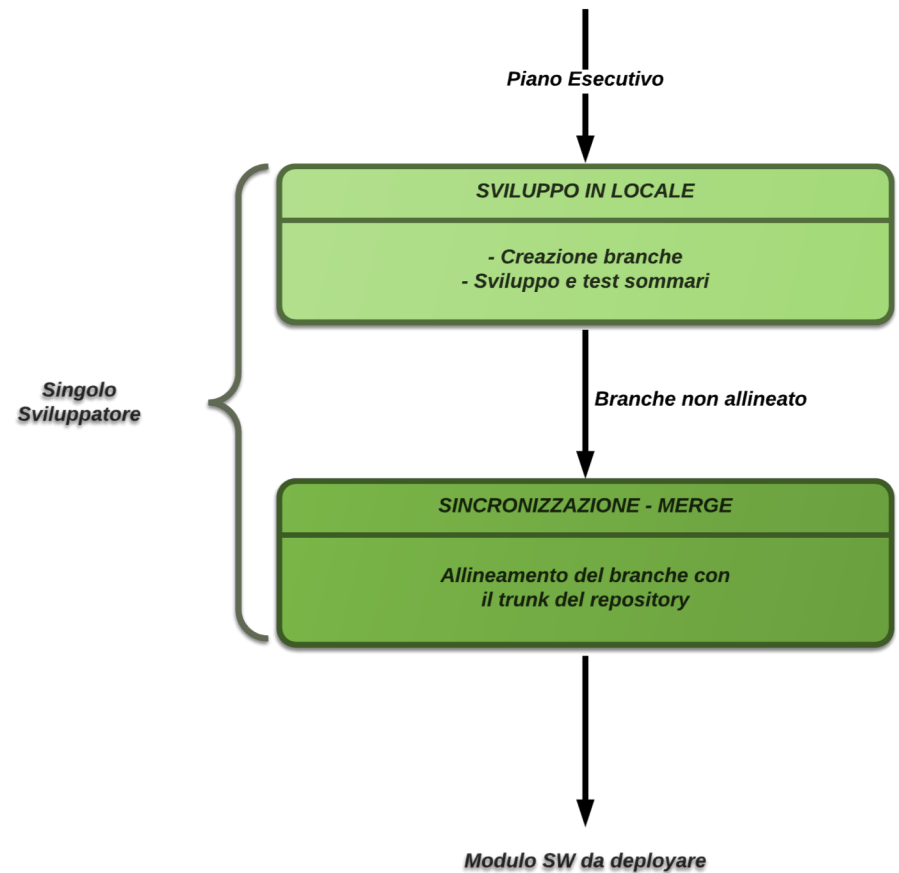 Piano Esecutivo
SVILUPPO IN LOCALE
- Creazione branche
- Sviluppo e test sommari
Singolo
Sviluppatore
Branche non allineato
SINCRONIZZAZIONE - MERGE
Allineamento del branche con
il trunk del repository
Modulo SW da deployare